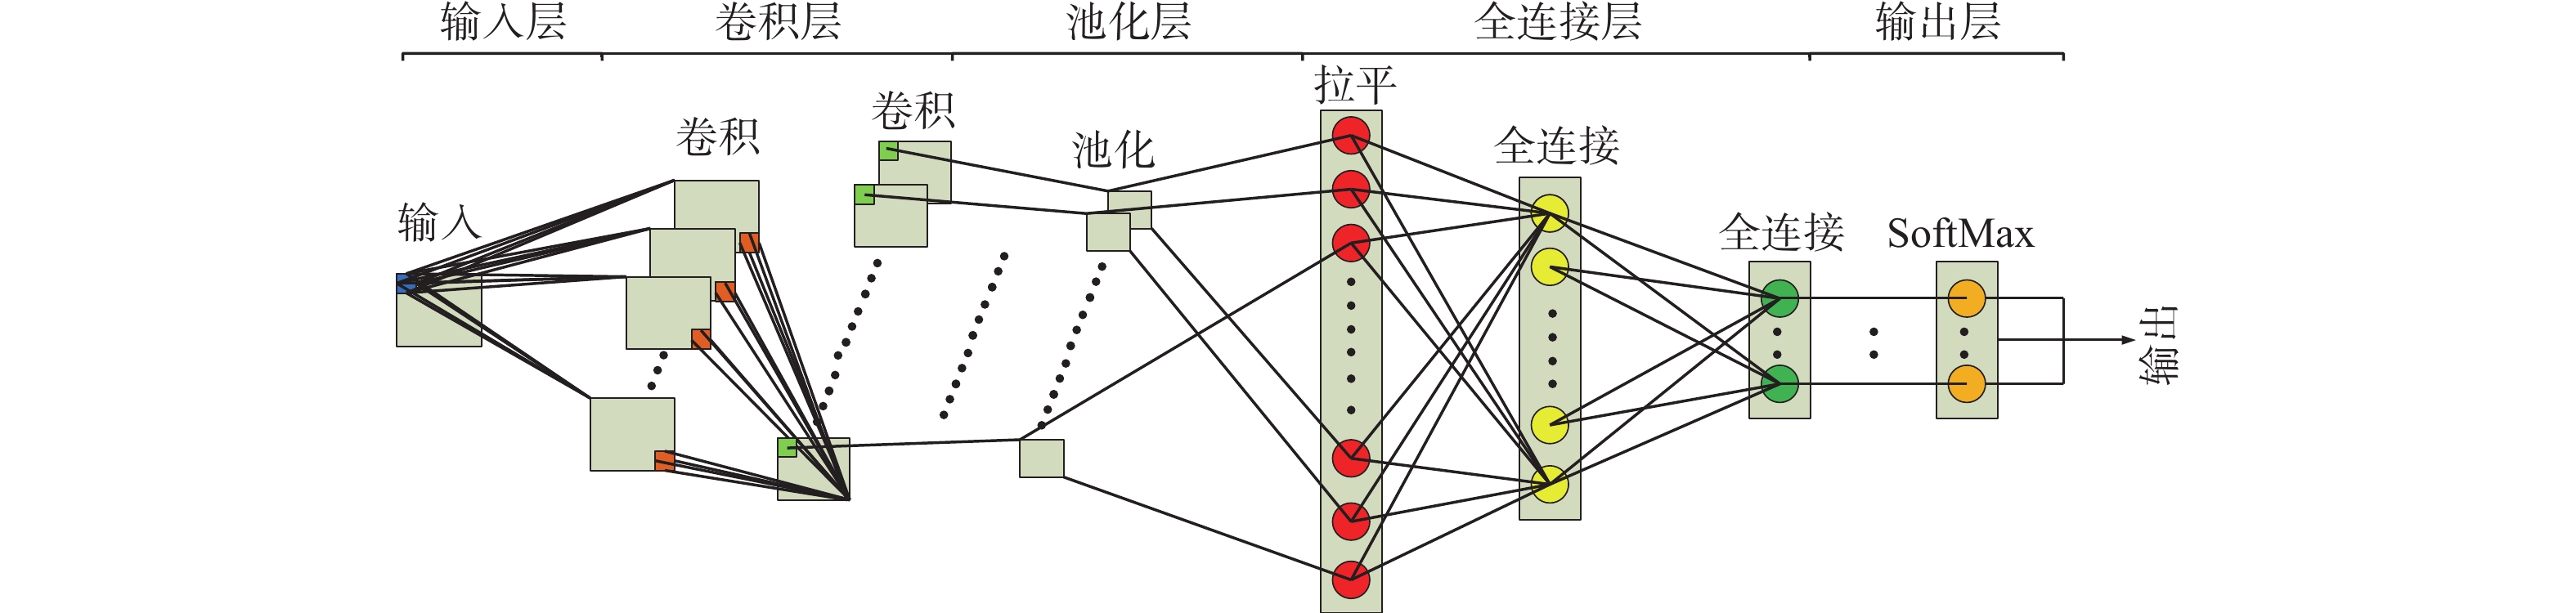 输入层
卷积层
池化层
全连接层
输出层
拉平
卷积
卷积
池化
全连接
输入
全连接
SoftMax
输出